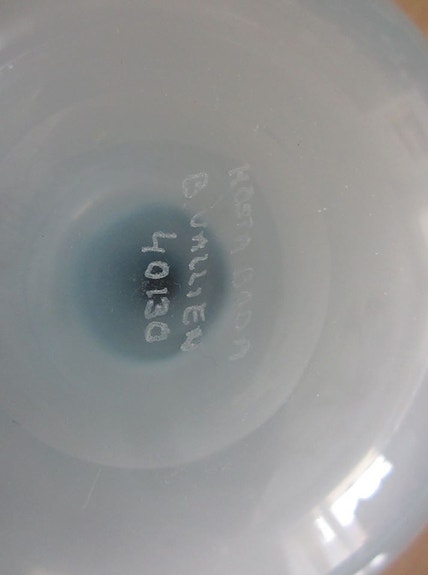 KOSTA BODA
B VALLIEN
40130